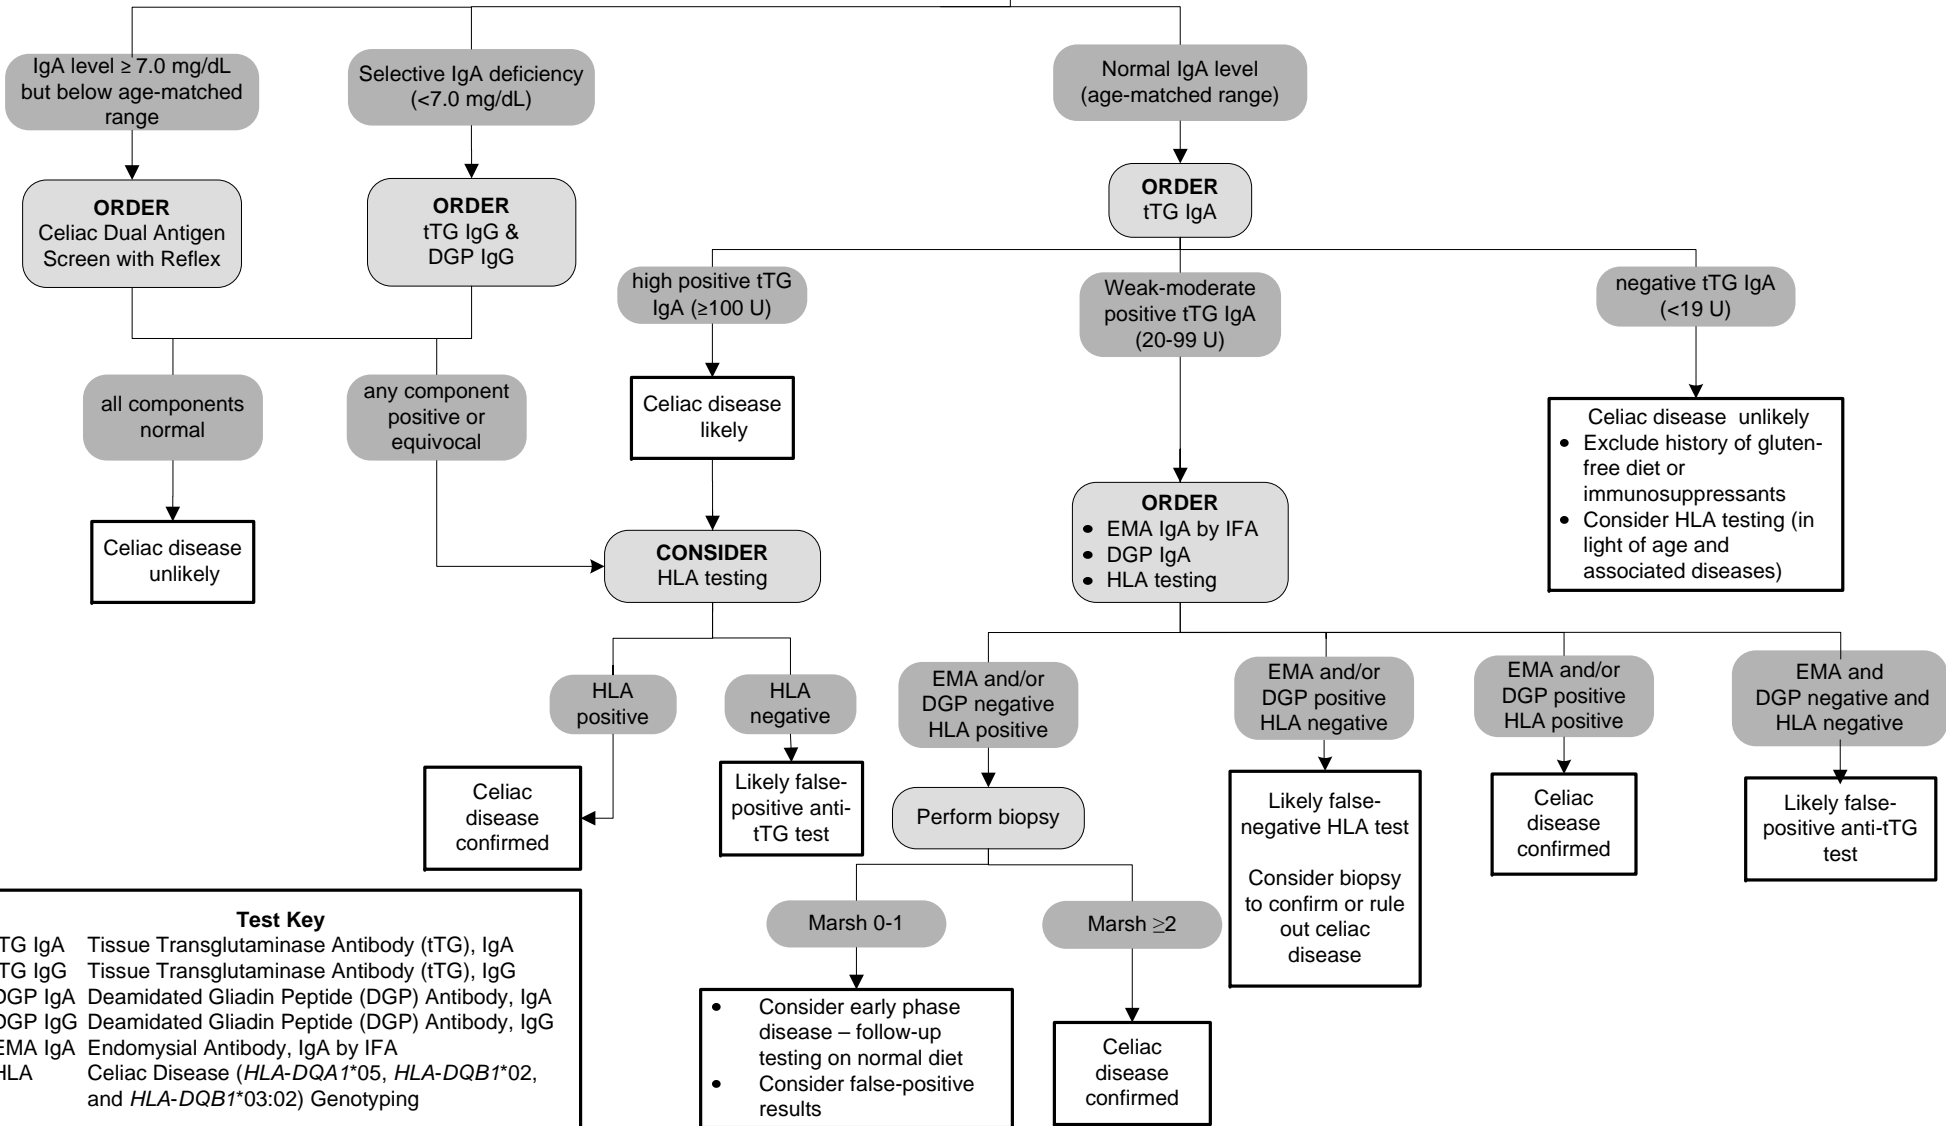 IgA level ≥ 7.0 mg/dL
but below age-matched
range
Selective IgA deficiency
(<7.0 mg/dL)
Normal IgA level
(age-matched range)
ORDER
Celiac Dual Antigen
Screen with Reflex
ORDER
tTG IgG &
DGP IgG
ORDER
tTG IgA
high positive tTG
IgA (≥100 U)
Weak-moderate
positive tTG IgA
(20-99 U)
negative tTG IgA
(<19 U)
all components
normal
any component
positive or
equivocal
Celiac disease
likely
Celiac disease unlikely
• Exclude history of gluten-
free diet or
immunosuppressants
• Consider HLA testing (in
light of age and
associated diseases)
Celiac disease
unlikely
CONSIDER
HLA testing
ORDER
• EMA IgA by IFA
• DGP IgA
• HLA testing
HLA
positive
HLA
negative
EMA and/or
DGP negative
HLA positive
EMA and/or
DGP positive
HLA negative
EMA and/or
DGP positive
HLA positive
EMA and
DGP negative and
HLA negative
Celiac
disease
confirmed
Likely false-
positive anti-
tTG test
Perform biopsy
Likely false-
negative HLA test
Consider biopsy
to confirm or rule
out celiac
disease
Celiac
disease
confirmed
Likely false-
positive anti-tTG
test
Marsh 0-1
Marsh ≥2
• Consider early phase
disease – follow-up
testing on normal diet
• Consider false-positive
results
Celiac
disease
confirmed
Test Key
TG IgA Tissue Transglutaminase Antibody (tTG), IgA
TG IgG Tissue Transglutaminase Antibody (tTG), IgG
DGP IgA Deamidated Gliadin Peptide (DGP) Antibody, IgA
DGP IgG Deamidated Gliadin Peptide (DGP) Antibody, IgG
EMA IgA Endomysial Antibody, IgA by IFA
HLA Celiac Disease (HLA-DQA1*05, HLA-DQB1*02,
and HLA-DQB1*03:02) Genotyping